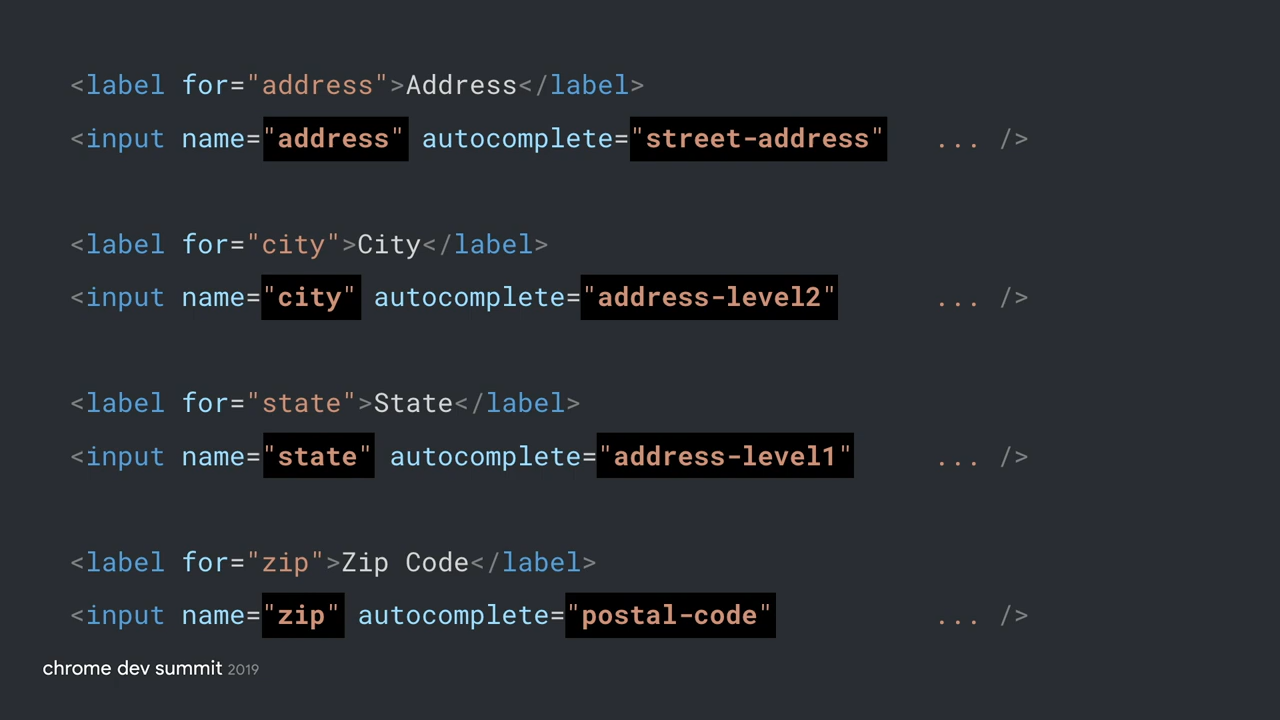 <label for="address">Address</label>
<input name="address" autocomplete="street-address" ... />
<label for="city">City</label>
<input name="city" autocomplete="address-level2" ... />
<label for="state">State</label>
<input name="state" autocomplete="address-level1" ... />
<label for="zip">Zip Code</label>
<input name="zip" autocomplete="postal-code" ... />
chrome dev summit 2019